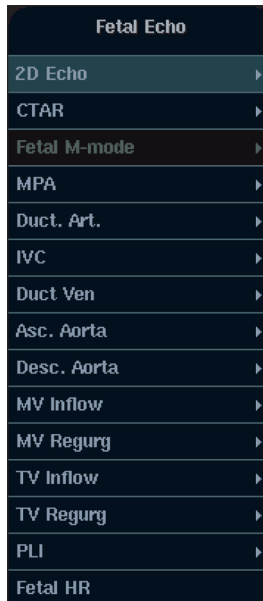 Fetal Echo
2D Echo
CTAR
Fetal M-mode
MPA
Duct. Art.
IVC
Duct Ven
Asc. Aorta
Desc. Aorta
MV Inflow
MV Regurg
TV Inflow
TV Regurg
PLI
Fetal HR